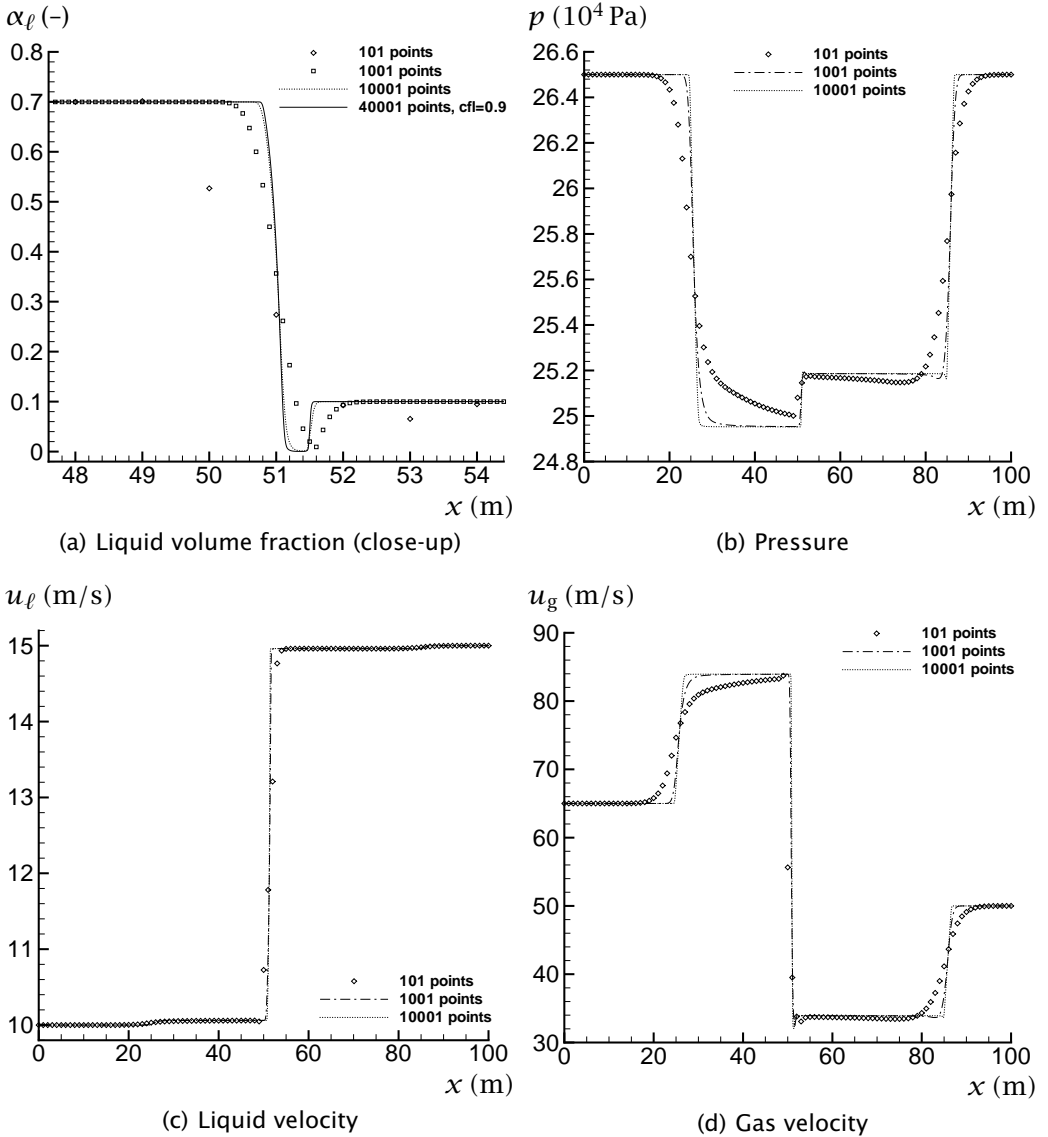 αℓ (–)
0.8
0.7
0.6
0.5
0.4
0.3
0.2
0.1
0
48 49 50 51 52 53 54
x (m)
101 points
1001 points
10001 points
40001 points, cfl=0.9
(a) Liquid volume fraction (close-up)
p (10⁴ Pa)
26.6
26.4
26.2
26
25.8
25.6
25.4
25.2
25
24.8
0 20 40 60 80 100
x (m)
101 points
1001 points
10001 points
(b) Pressure
uℓ (m/s)
15
14
13
12
11
10
0 20 40 60 80 100
x (m)
101 points
1001 points
10001 points
(c) Liquid velocity
ug (m/s)
90
80
70
60
50
40
30
0 20 40 60 80 100
x (m)
101 points
1001 points
10001 points
(d) Gas velocity